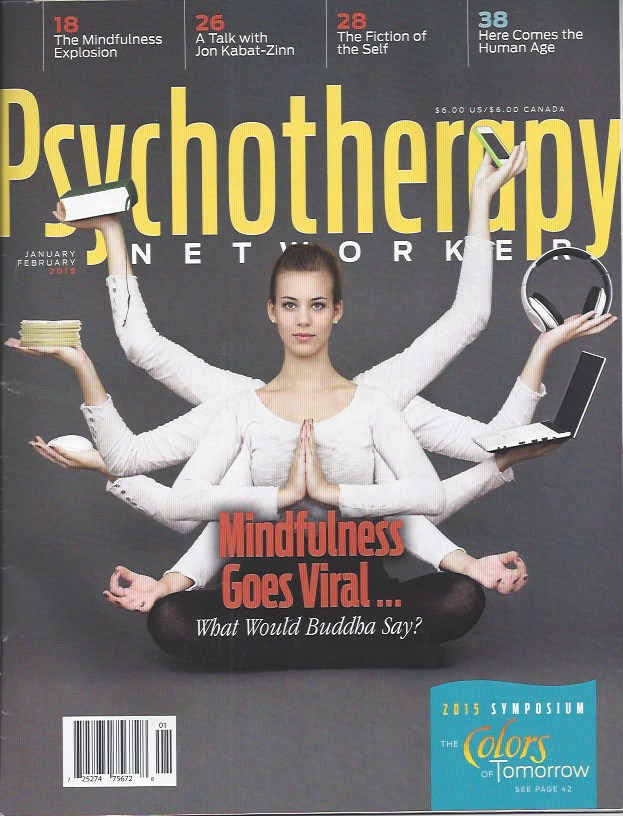 18
The Mindfulness
Explosion
26
A Talk with
Jon Kabat-Zinn
28
The Fiction of
the Self
38
Here Comes the
Human Age
$6.00 US/$6.00 CANADA
Psychotherapy
NETWORKER
JANUARY
FEBRUARY
2015
Mindfulness
Goes Viral ...
What Would Buddha Say?
2015 SYMPOSIUM
THE Colors
OF Tomorrow
SEE PAGE 42
01
7 25274 75672 6